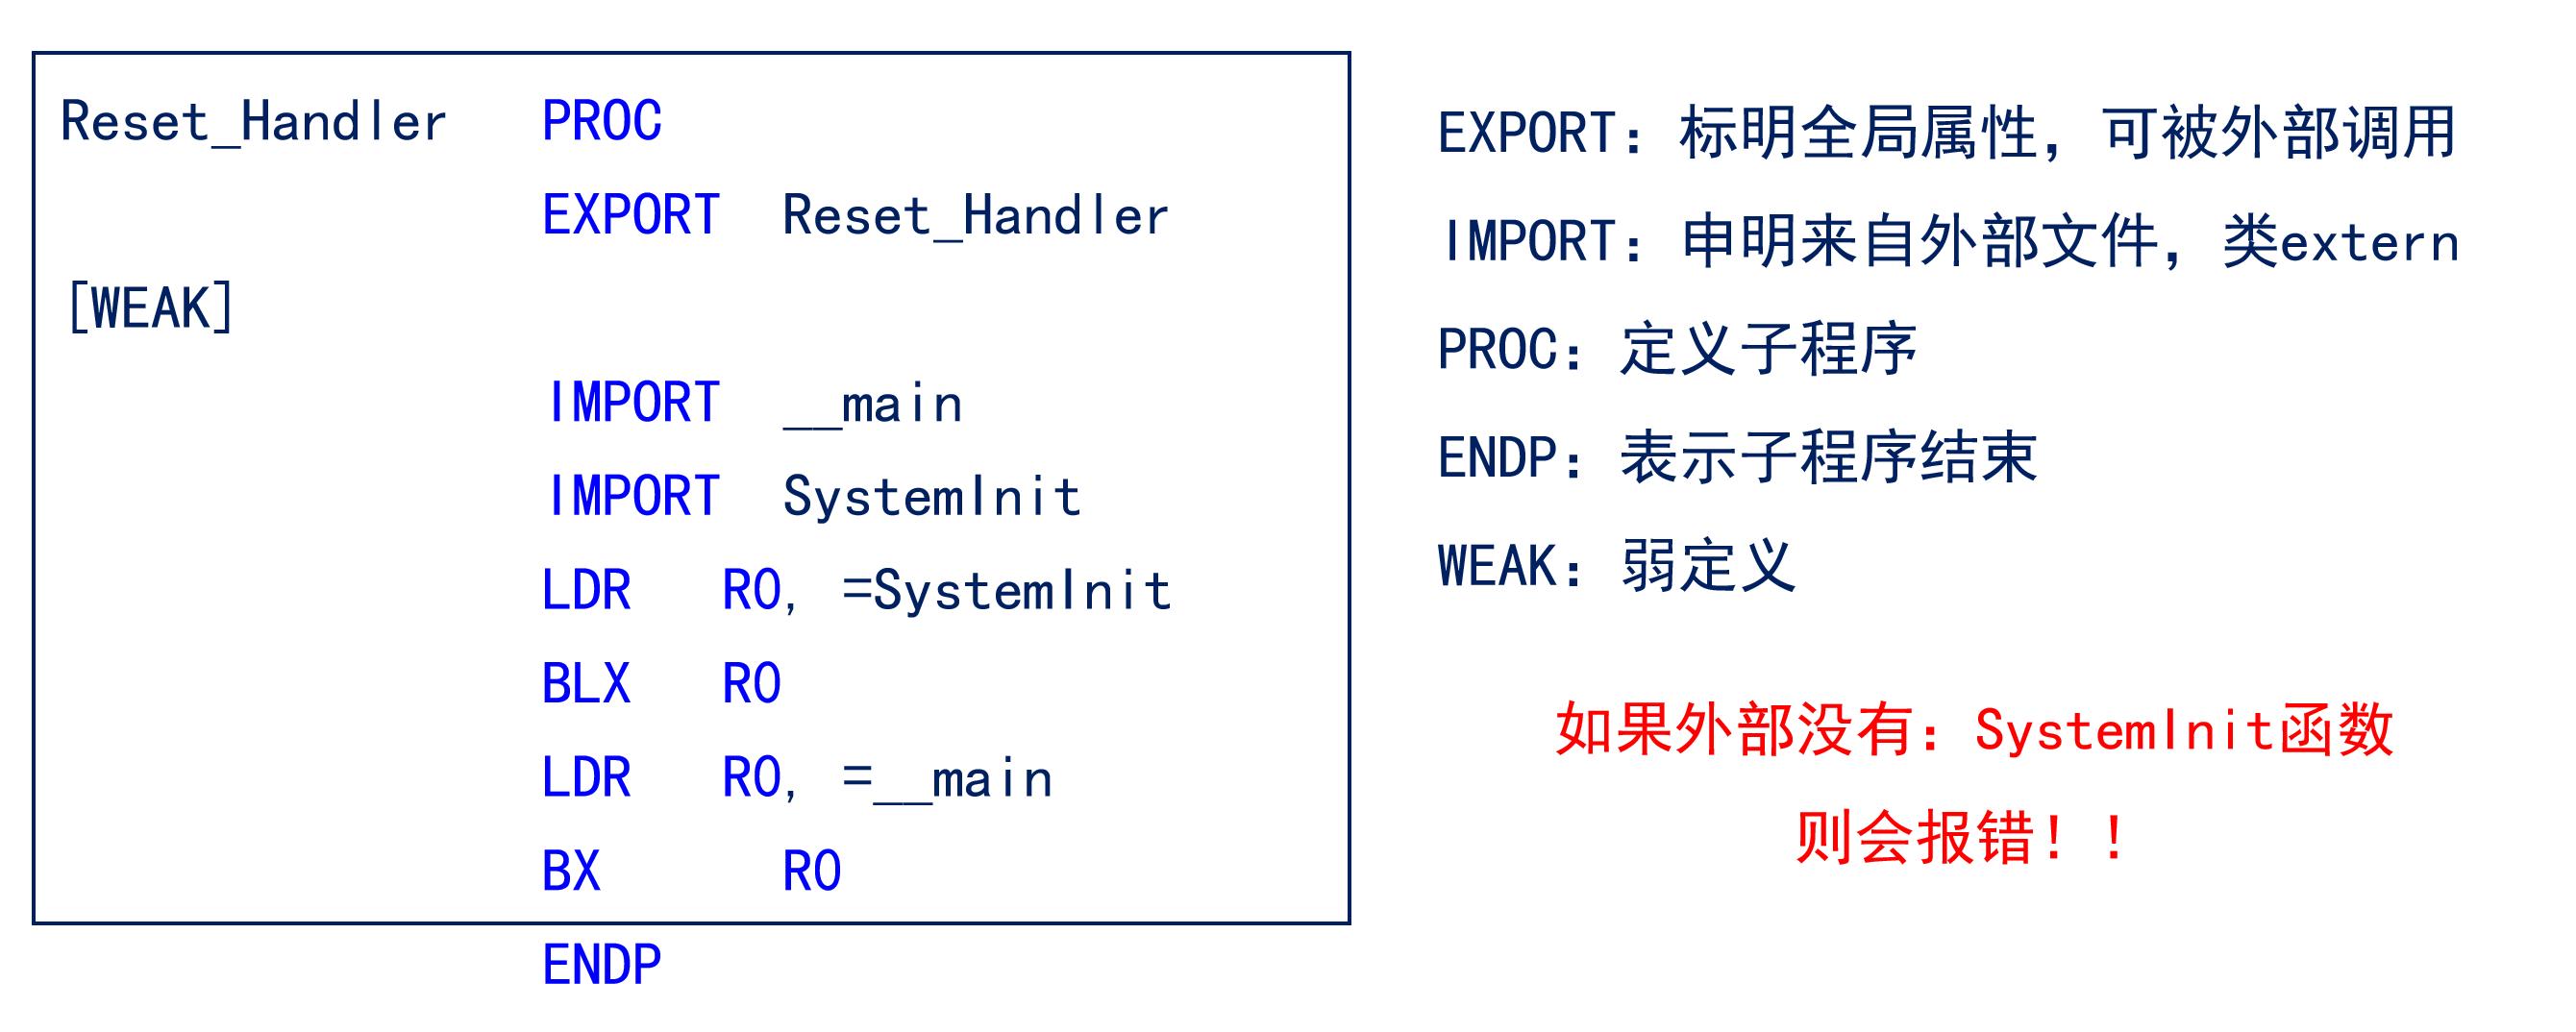 Reset_Handler PROC
EXPORT Reset_Handler
[WEAK]
IMPORT __main
IMPORT SystemInit
LDR R0, =SystemInit
BLX R0
LDR R0, =__main
BX R0
ENDP
EXPORT：标明全局属性，可被外部调用
IMPORT：申明来自外部文件，类extern
PROC：定义子程序
ENDP：表示子程序结束
WEAK：弱定义
如果外部没有：SystemInit函数
则会报错！！